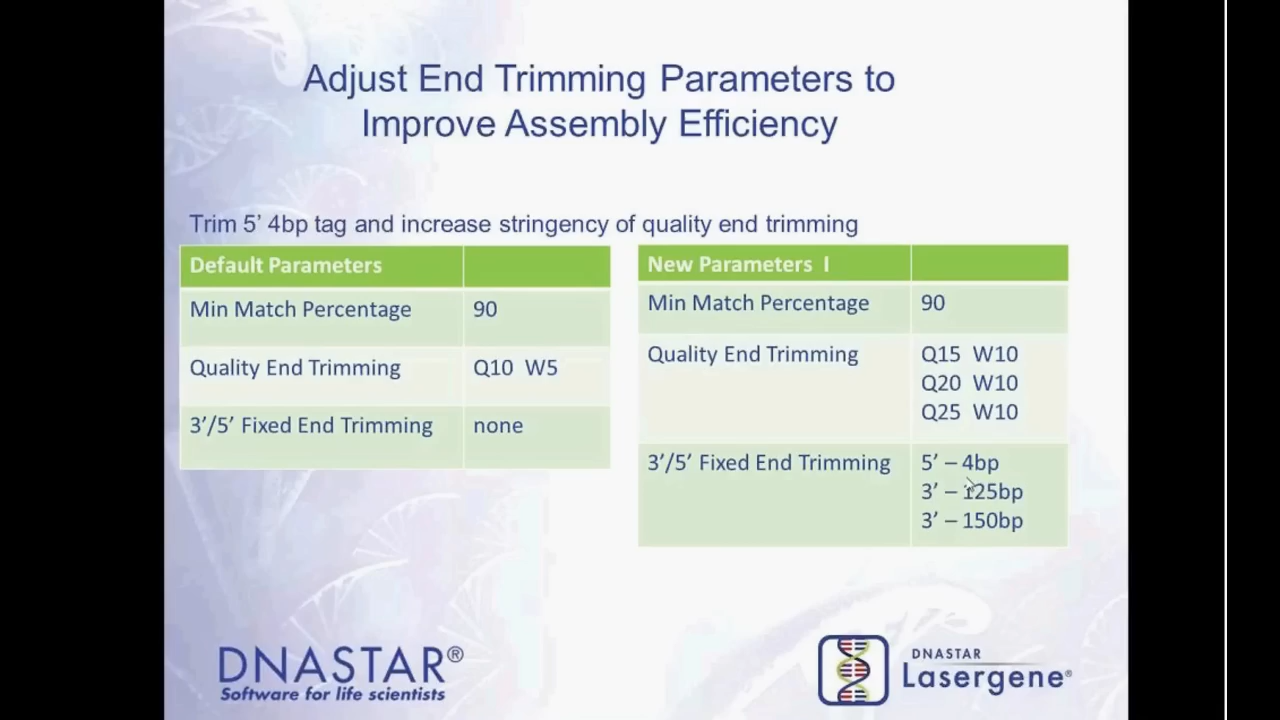 Adjust End Trimming Parameters to
Improve Assembly Efficiency
Trim 5’ 4bp tag and increase stringency of quality end trimming
Default Parameters
Min Match Percentage 90
Quality End Trimming Q10 W5
3’/5’ Fixed End Trimming none
New Parameters I
Min Match Percentage 90
Quality End Trimming Q15 W10
Q20 W10
Q25 W10
3’/5’ Fixed End Trimming 5’ – 4bp
3’ – 125bp
3’ – 150bp
DNASTAR®
Software for life scientists
DNASTAR
Lasergene®